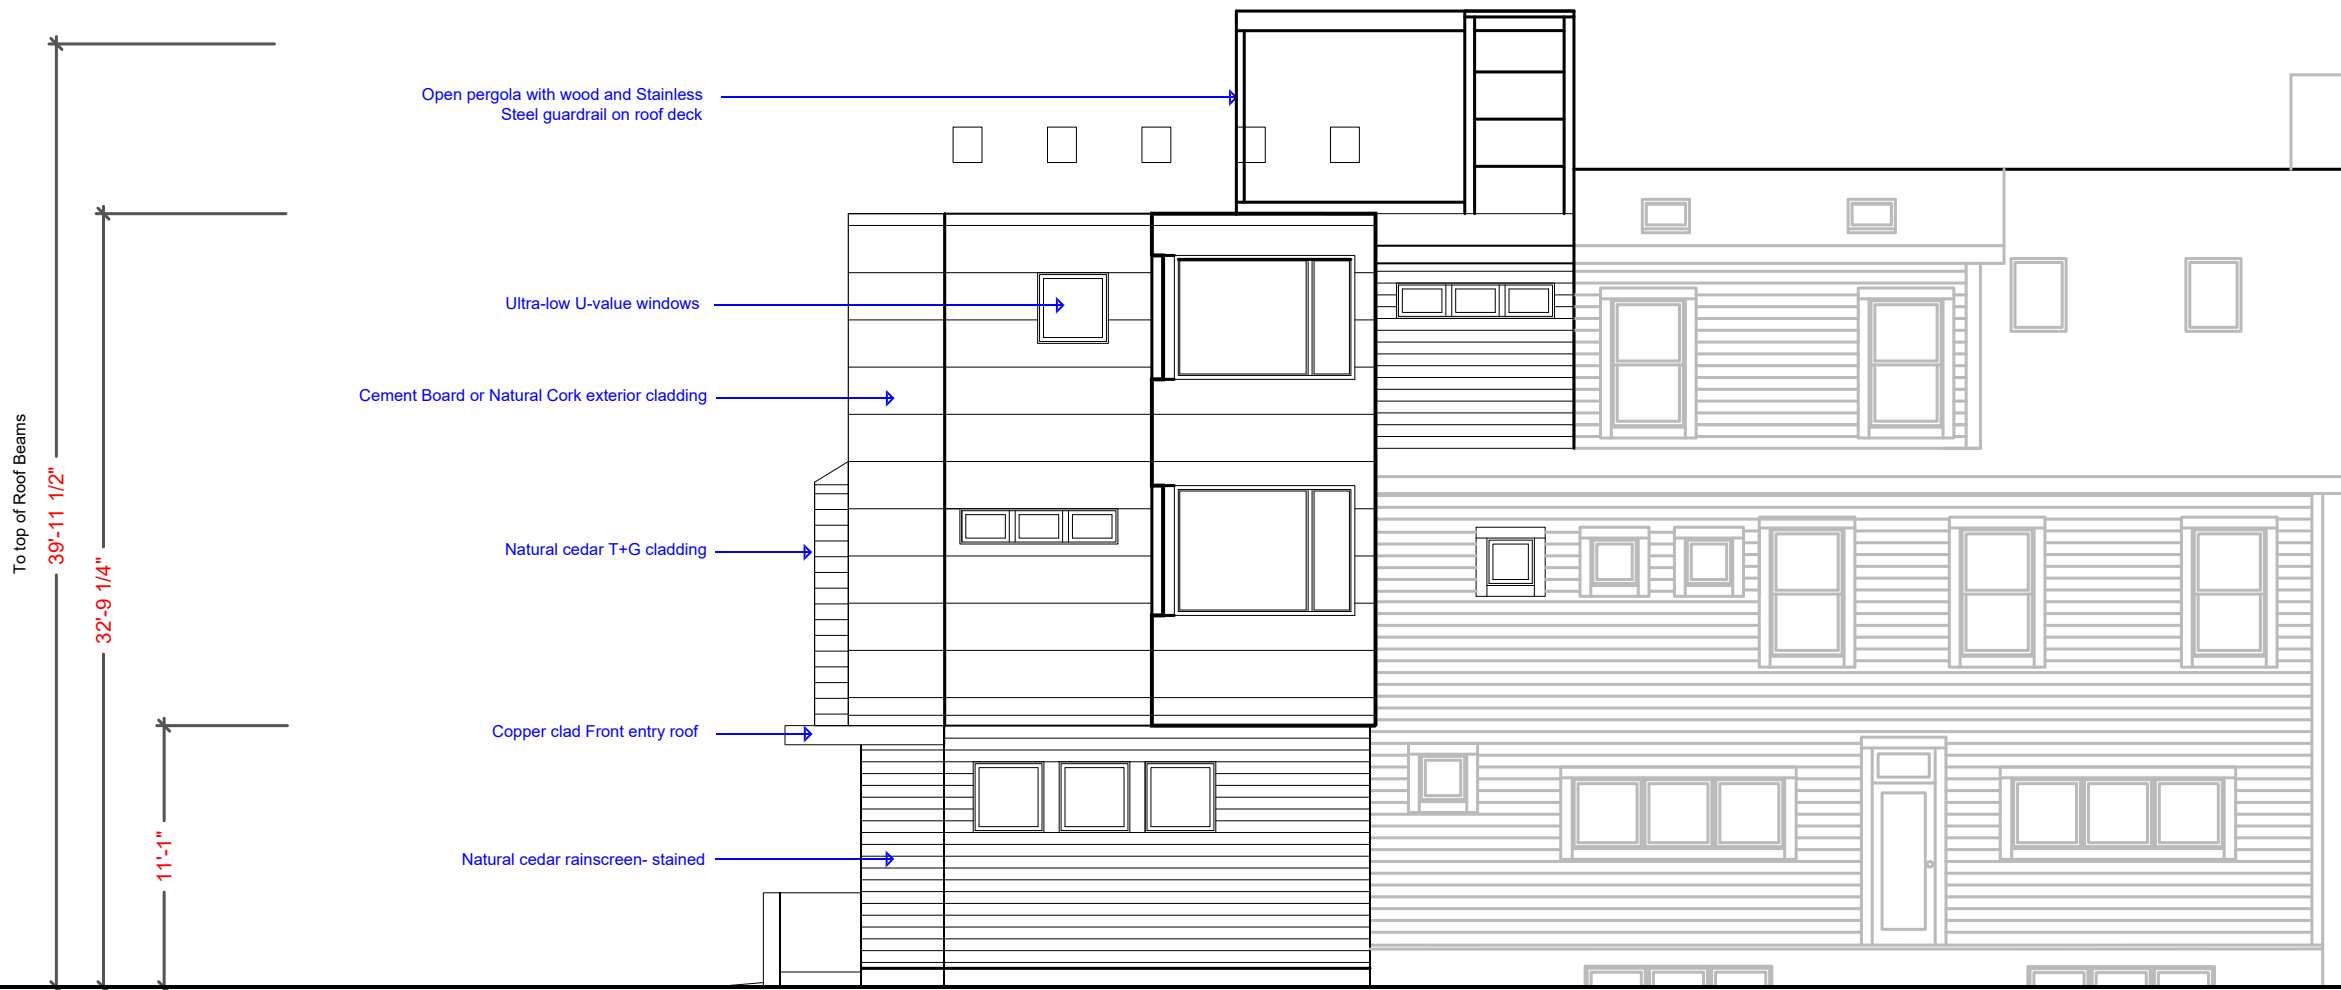 Open pergola with wood and Stainless
Steel guardrail on roof deck
Ultra-low U-value windows
Cement Board or Natural Cork exterior cladding
To top of Roof Beams
39'-11 1/2"
32'-9 1/4"
Natural cedar T+G cladding
Copper clad Front entry roof
11'-1"
Natural cedar rainscreen- stained